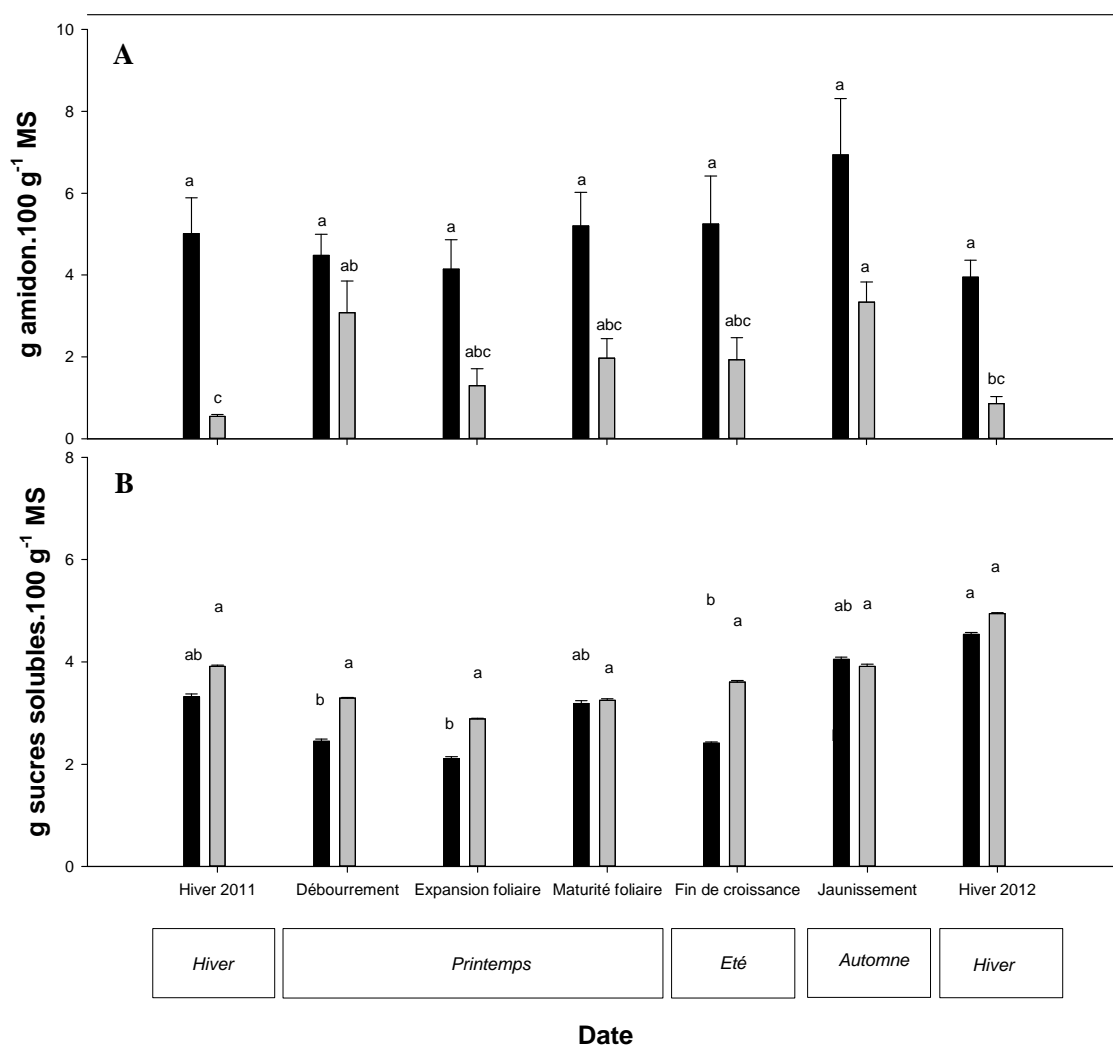 A
g amidon.100 g-1 MS
10
8
6
4
2
0
a
a
a
a
a
a
a
c
ab
abc
abc
abc
a
bc
B
g sucres solubles.100 g-1 MS
8
6
4
2
0
ab a
b a
b a
ab a
b a
ab a
a a
Hiver 2011 Débourrement Expansion foliaire Maturité foliaire Fin de croissance Jaunissement Hiver 2012
Hiver Printemps Eté Automne Hiver
Date